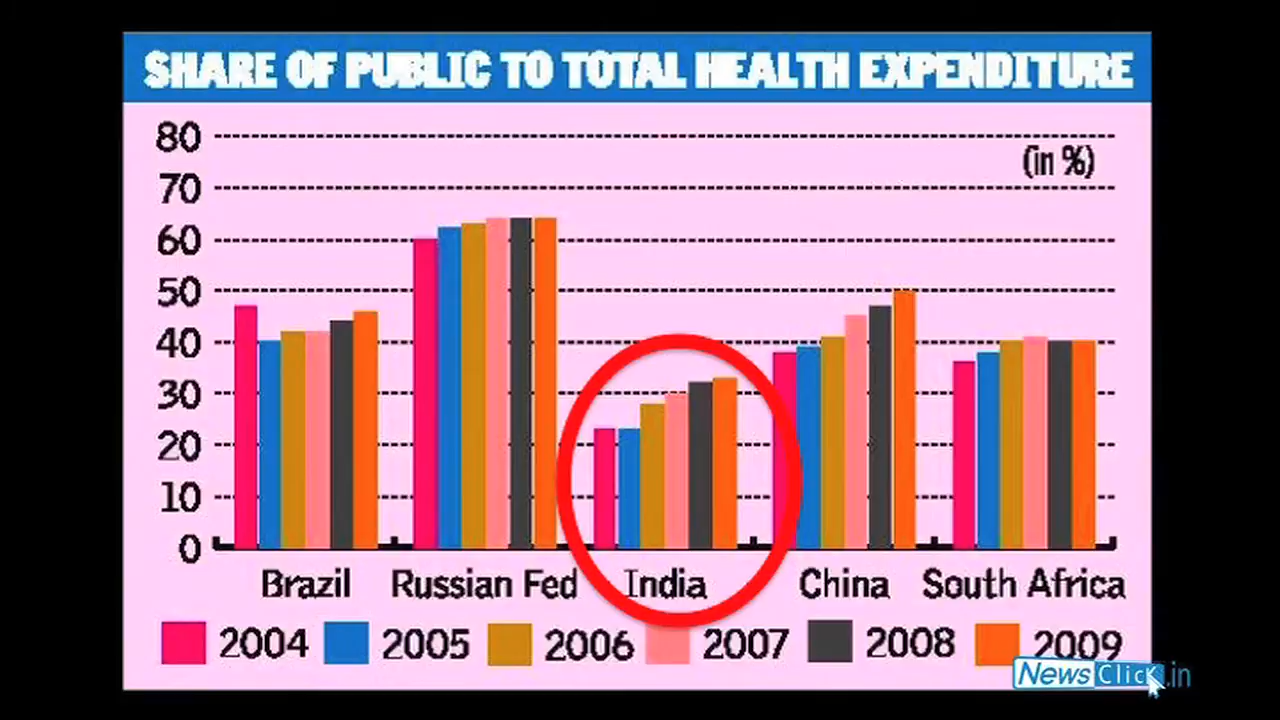 SHARE OF PUBLIC TO TOTAL HEALTH EXPENDITURE
(in %)
80
70
60
50
40
30
20
10
0
Brazil Russian Fed India China South Africa
2004 2005 2006 2007 2008 2009
NewsClick.in